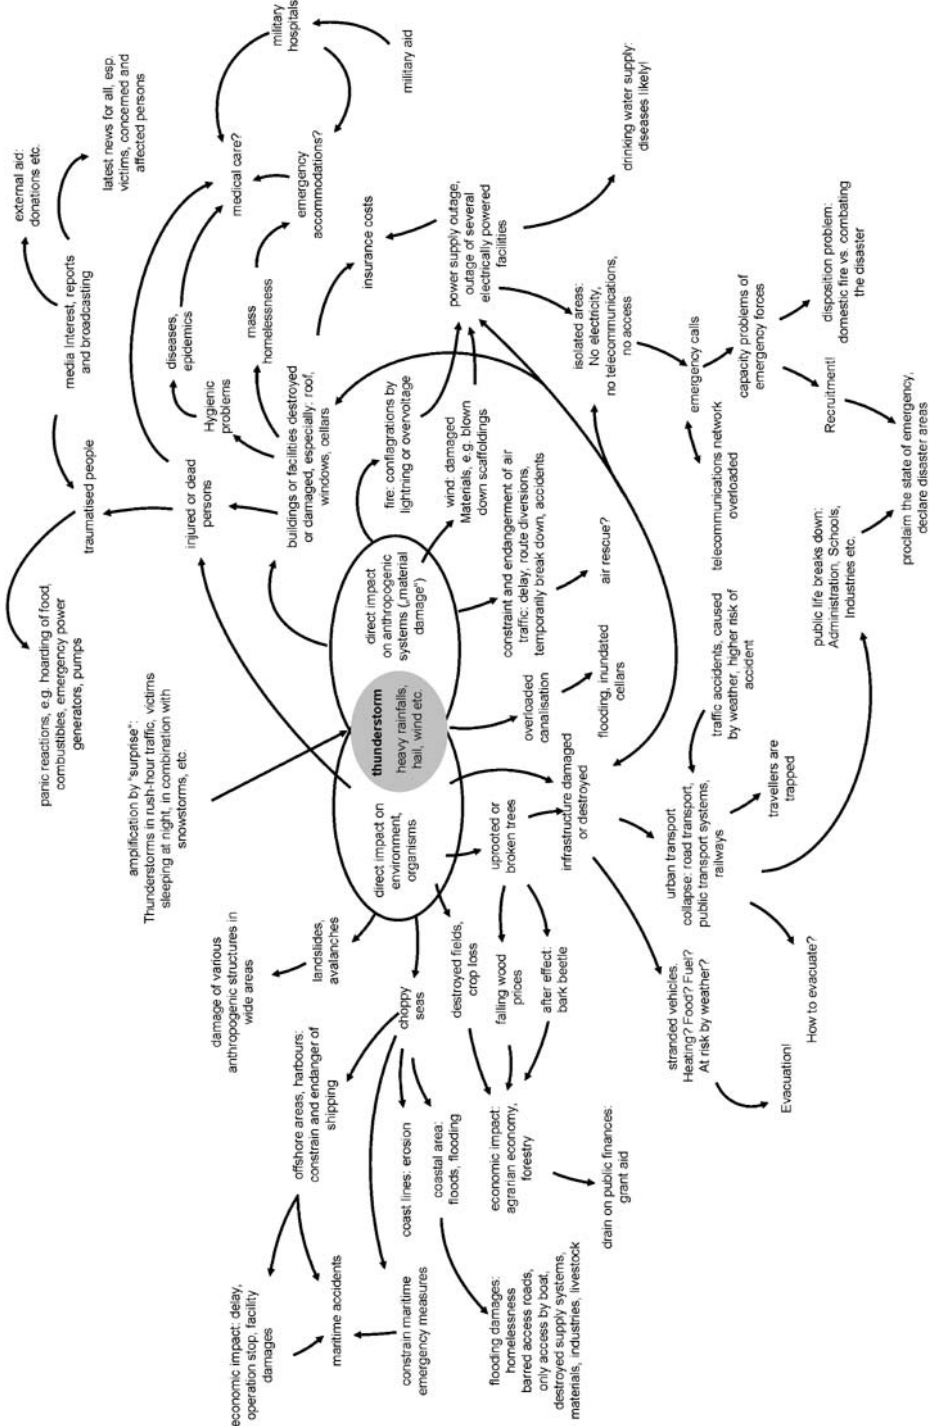 panic reactions, e.g. hoarding of food,
combustibles, emergency power
generators, pumps
traumatised people
media Interest, reports
and broadcasting
external aid:
donations etc.
latest news for all, esp.
victims, concerned and
affected persons
amplification by "surprise":
Thunderstorms in rush-hour traffic, victims
sleeping at night, in combination with
snowstorms, etc.
injured or dead
persons
Hygienic
problems
diseases,
epidemics
medical care?
military
hospitals
military aid
mass
homelessness
emergency
accommodations?
buildings or facilities destroyed
or damaged, especially: roof,
windows, cellars
insurance costs
economic impact: delay,
operation stop, facility
damages
offshore areas, harbours:
constrain and endanger of
shipping
damage of various
anthropogenic structures in
wide areas
landslides,
avalanches
maritime accidents
constrain maritime
emergency measures
coast lines: erosion
coastal area:
floods, flooding
choppy
seas
direct impact on
environment,
organisms
thunderstorm
heavy rainfalls,
hail, wind etc.
direct impact
on anthropogenic
systems („material
damage“)
fire: conflagrations by
lightning or overvoltage
wind: damaged
Materials, e.g. blown
down scaffoldings
power supply outage,
outage of several
electrically powered
facilities
drinking water supply:
diseases likely!
flooding damages:
homelessness
barred access roads,
only access by boat,
destroyed supply systems,
materials, industries, livestock
economic impact:
agrarian economy,
forestry
drain on public finances:
grant aid
destroyed fields,
crop loss
falling wood
prices
after effect:
bark beetle
uprooted or
broken trees
infrastructure damaged
or destroyed
overloaded
canalisation
flooding, inundated
cellars
constraint and endangerment of air
traffic: delay, route diversions,
temporarily break down, accidents
air rescue?
isolated areas:
No electricity,
no telecommunications,
no access
stranded vehicles.
Heating? Food? Fuel?
At risk by weather?
Evacuation!
How to evacuate?
urban transport
collapse: road transport,
public transport systems,
railways
travellers are
trapped
traffic accidents, caused
by weather, higher risk of
accident
telecommunications network
overloaded
emergency calls
capacity problems of
emergency forces
disposition problem:
domestic fire vs. combating
the disaster
Recruitment!
public life breaks down:
Administration, Schools,
Industries etc.
proclaim the state of emergency,
declare disaster areas